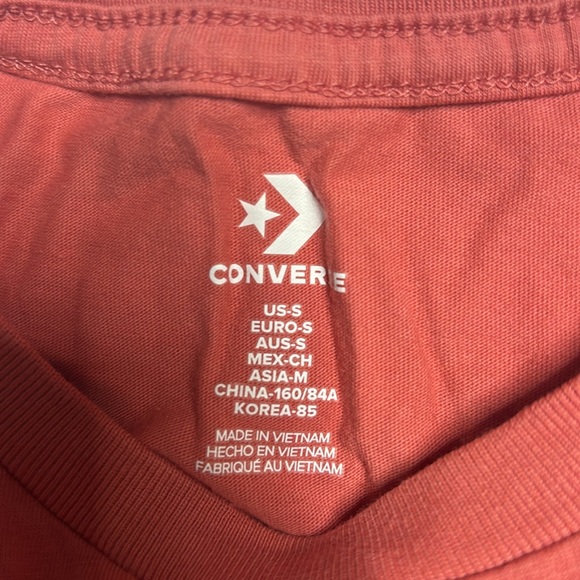 CONVERSE
US-S
EURO-S
AUS-S
MEX-CH
ASIA-M
CHINA-160/84A
KOREA-85
MADE IN VIETNAM
HECHO EN VIETNAM
FABRIQUÉ AU VIETNAM